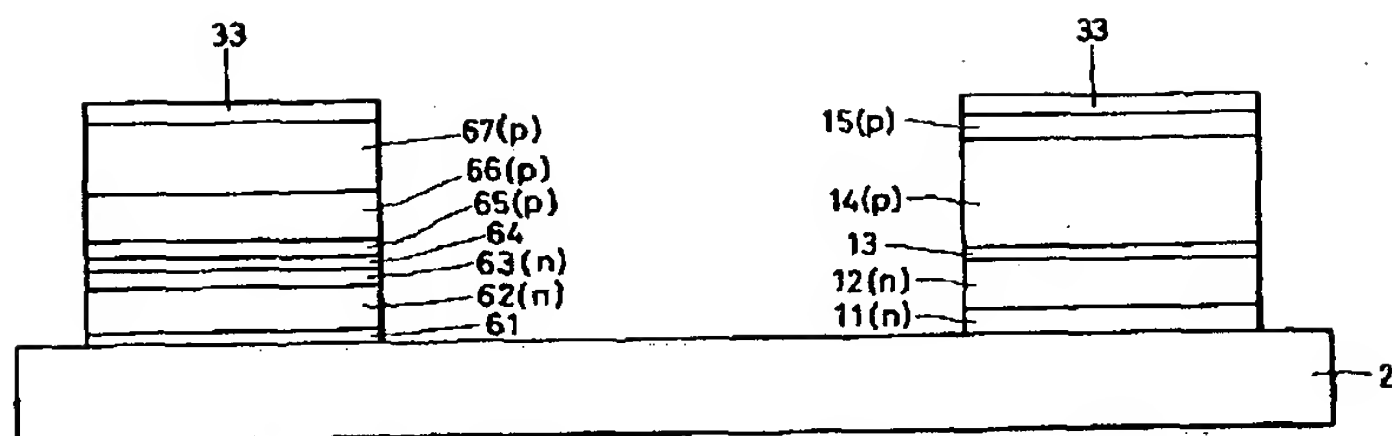 33
67(p)
66(p)
65(p)
64
63(n)
62(n)
61
33
15(p)
14(p)
13
12(n)
11(n)
2